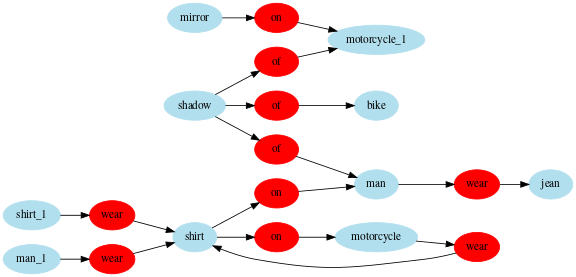 mirror on motorcycle_1
of
shadow of bike
of
on man wear jean
shirt_1 wear
shirt on motorcycle wear
man_1 wear